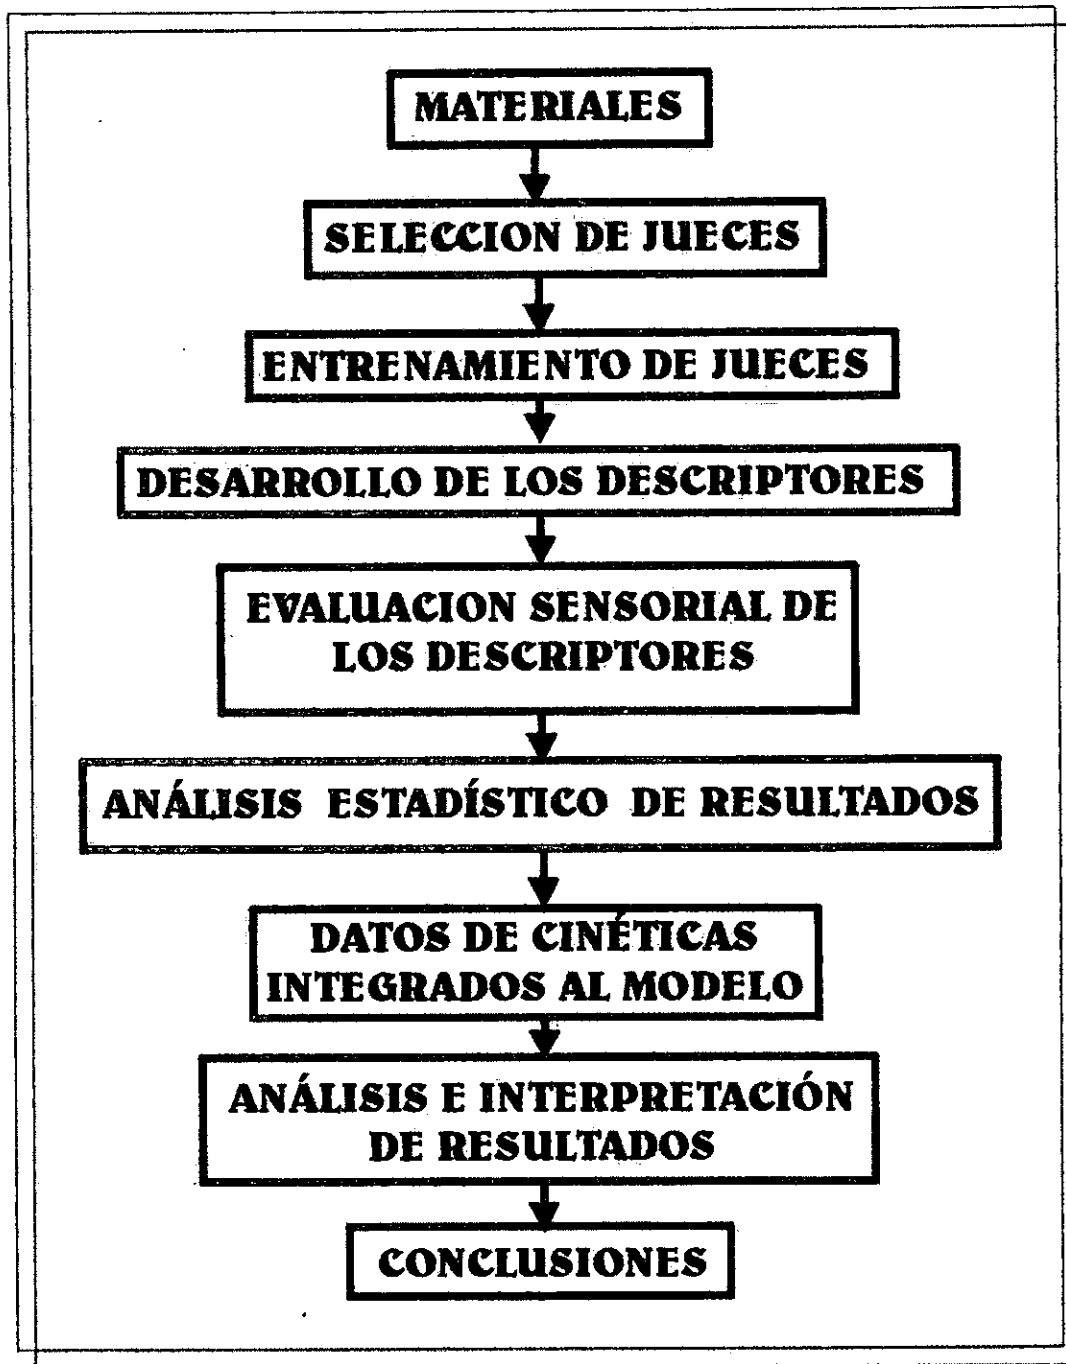 MATERIALES
SELECCION DE JUECES
ENTRENAMIENTO DE JUECES
DESARROLLO DE LOS DESCRIPTORES
EVALUACION SENSORIAL DE
LOS DESCRIPTORES
ANÁLISIS ESTADÍSTICO DE RESULTADOS
DATOS DE CINÉTICAS
INTEGRADOS AL MODELO
ANÁLISIS E INTERPRETACIÓN
DE RESULTADOS
CONCLUSIONES